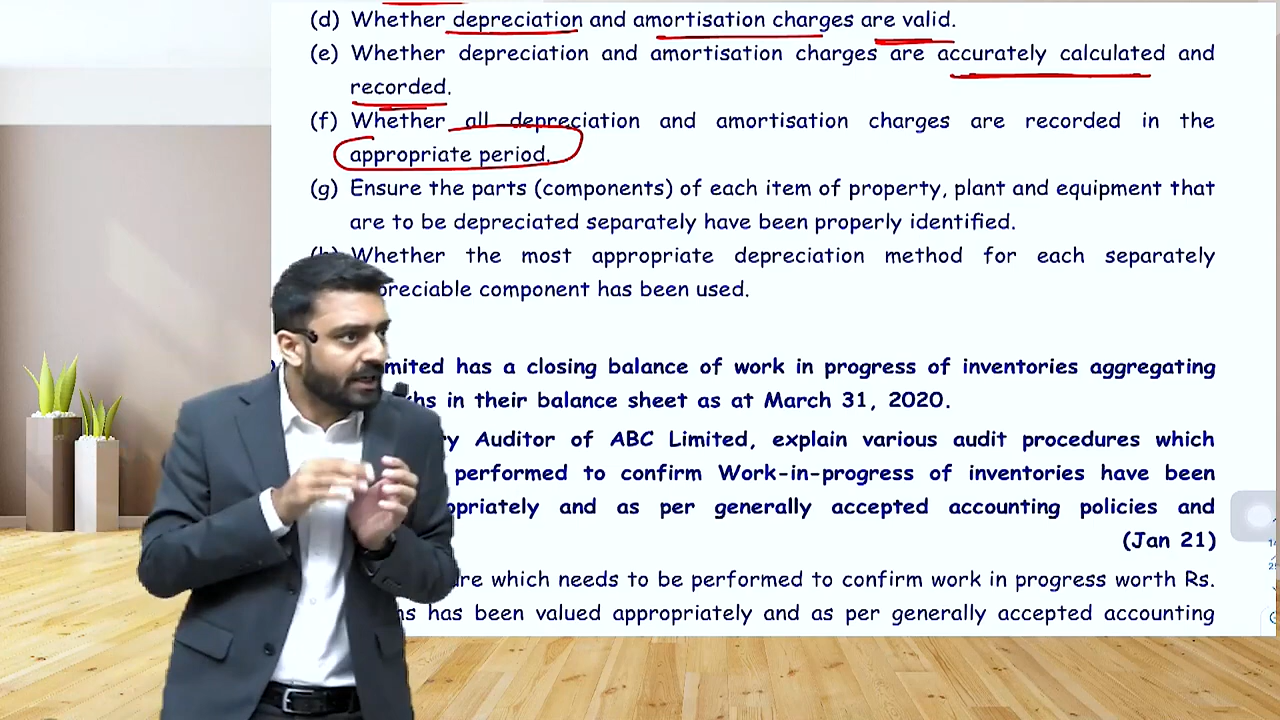 (d) Whether depreciation and amortisation charges are valid.
(e) Whether depreciation and amortisation charges are accurately calculated and
recorded.
(f) Whether all depreciation and amortisation charges are recorded in the
appropriate period.
(g) Ensure the parts (components) of each item of property, plant and equipment that
are to be depreciated separately have been properly identified.
Whether the most appropriate depreciation method for each separately
preciable component has been used.
mited has a closing balance of work in progress of inventories aggregating
khs in their balance sheet as at March 31, 2020.
ry Auditor of ABC Limited, explain various audit procedures which
performed to confirm Work-in-progress of inventories have been
opriately and as per generally accepted accounting policies and
(Jan 21)
re which needs to be performed to confirm work in progress worth Rs.
hs has been valued appropriately and as per generally accepted accounting